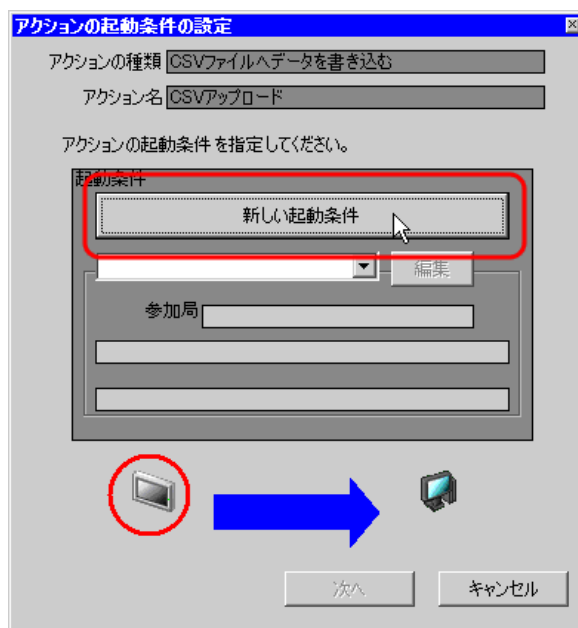 アクションの起動条件の設定
アクションの種類 CSVファイルへデータを書き込む
アクション名 CSVアップロード
アクションの起動条件 を指定してください。
起動条件
新しい起動条件
編集
参加局
次へ
キャンセル